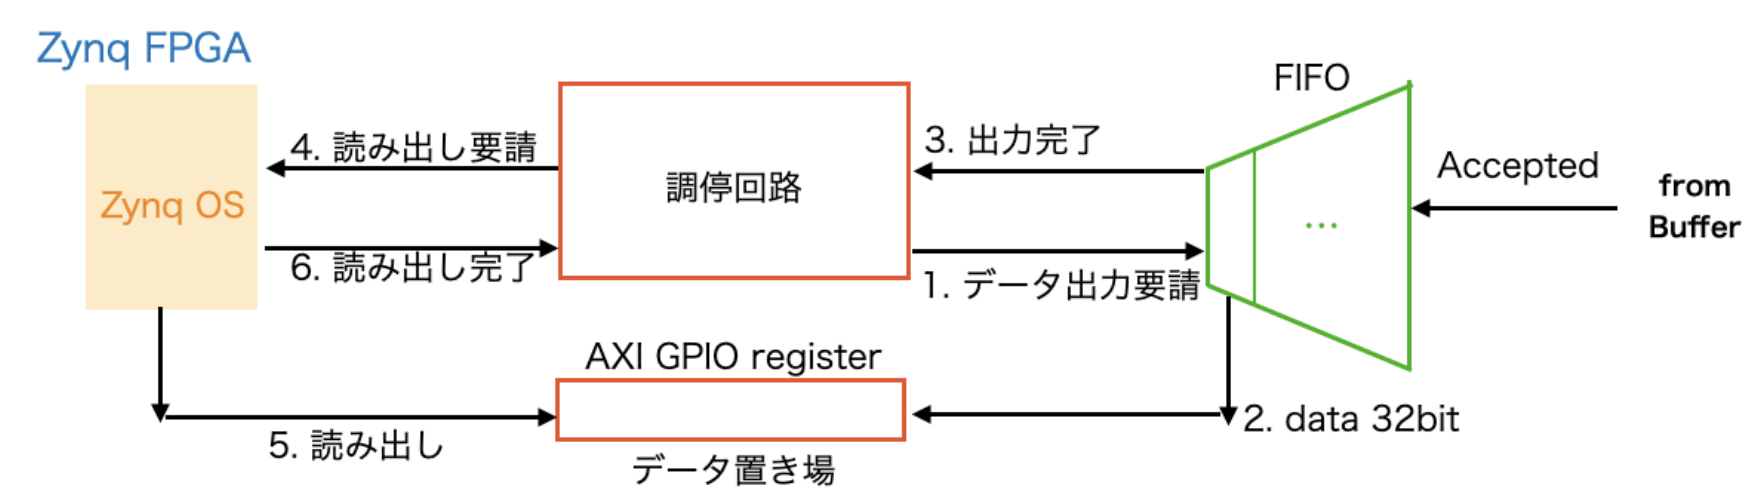 Zynq FPGA
FIFO
4. 読み出し要請
3. 出力完了
Accepted
from
Buffer
Zynq OS
調停回路
...
6. 読み出し完了
1. データ出力要請
AXI GPIO register
2. data 32bit
5. 読み出し
データ置き場